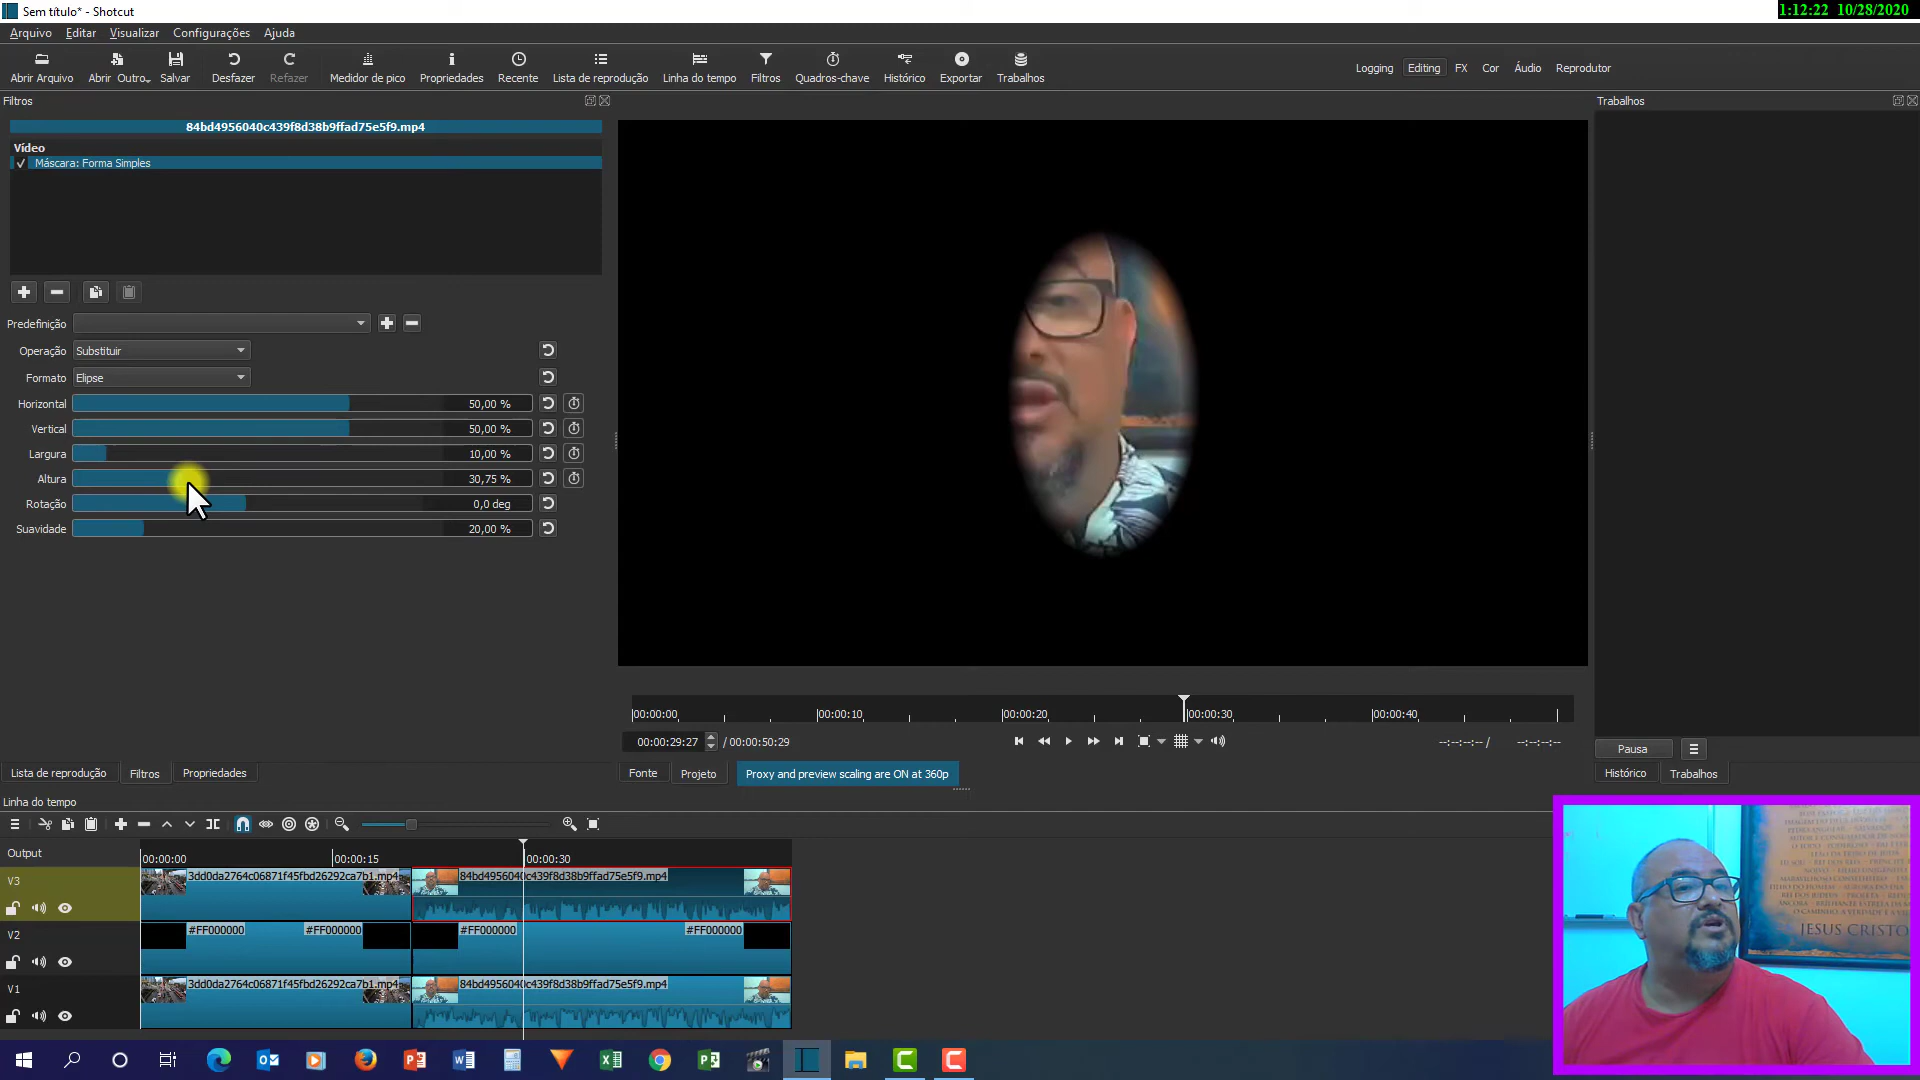 Sem título* - Shotcut
1:12:22 10/28/2020
Arquivo Editar Visualizar Configurações Ajuda
Abrir Arquivo Abrir Outro Salvar Desfazer Refazer Medidor de pico Propriedades Recente Lista de reprodução Linha do tempo Filtros Quadros-chave Histórico Exportar Trabalhos Logging Editing FX Cor Áudio Reprodutor
Filtros
Trabalhos
84bd4956040c439f8d38b9ffad75e5f9.mp4
Vídeo
Máscara: Forma Simples
Predefinição
Operação Substituir
Formato Elipse
Horizontal 50,00 %
Vertical 50,00 %
Largura 10,00 %
Altura 30,75 %
Rotação 0,0 deg
Suavidade 20,00 %
00:00:00 00:00:10 00:00:20 00:00:30 00:00:40
00:00:29:27 / 00:00:50:29 --:--:--:-- / --:--:--:--
Pausa
Lista de reprodução Filtros Propriedades Fonte Projeto Proxy and preview scaling are ON at 360p Histórico Trabalhos
Linha do tempo
Output 00:00:00 00:00:15 00:00:30
V3 3dd0da2764c06871f45fbd26292ca7b1.mp4 84bd4956040c439f8d38b9ffad75e5f9.mp4
V2 #FF000000 #FF000000 #FF000000 #FF000000
V1 3dd0da2764c06871f45fbd26292ca7b1.mp4 84bd4956040c439f8d38b9ffad75e5f9.mp4
O CAMINHO A VERDADE E
JESUS CRISTO